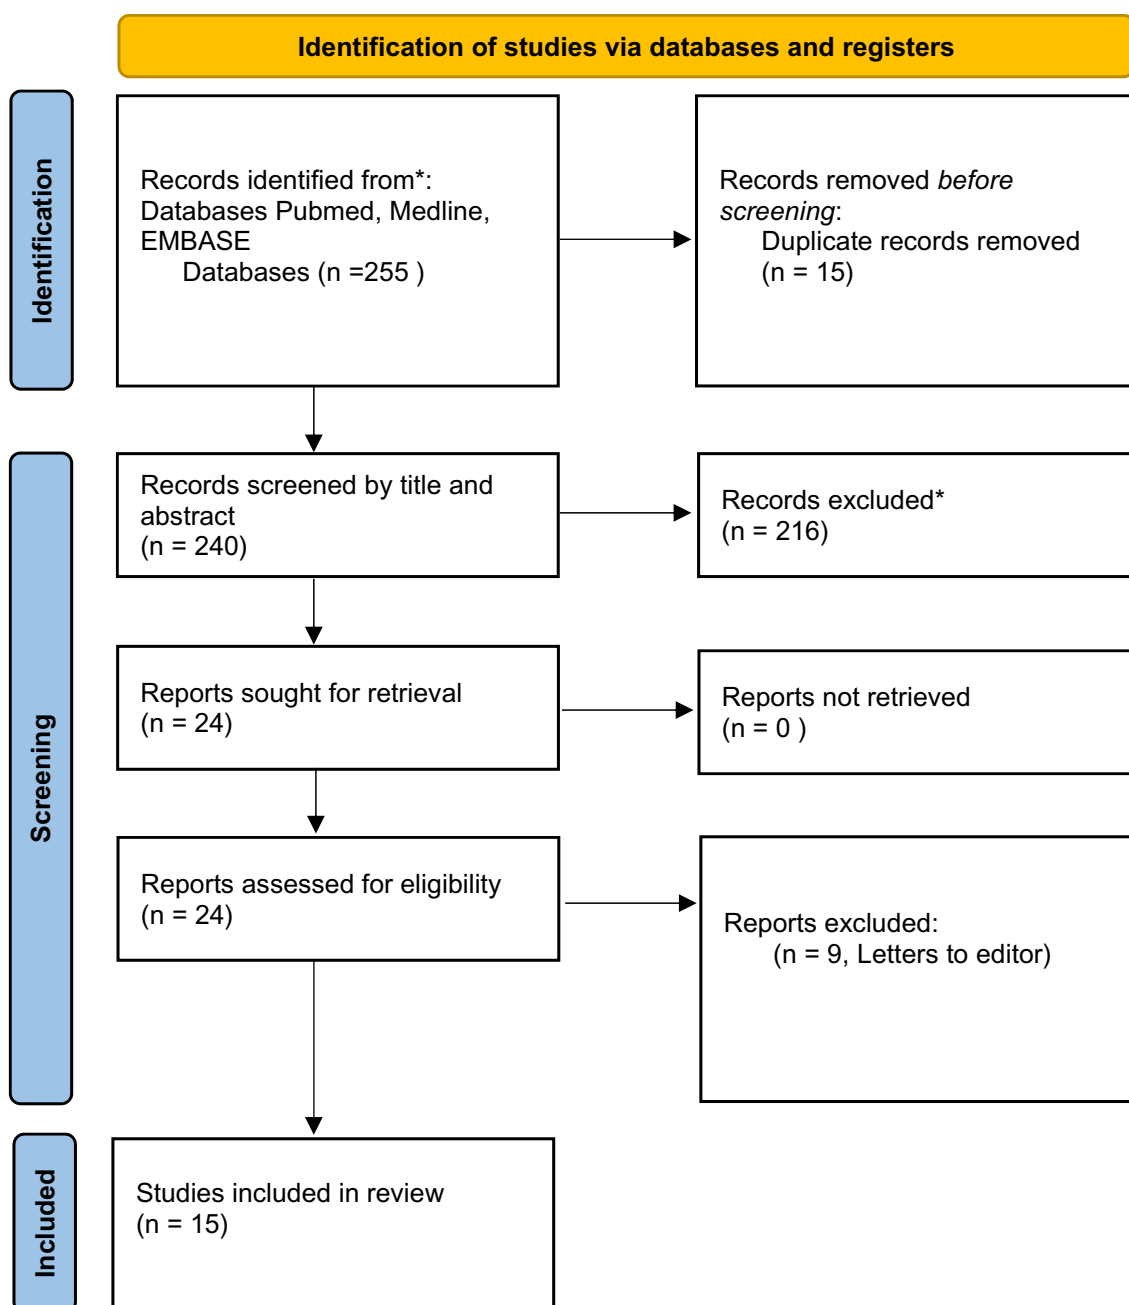 Identification of studies via databases and registers
Identification
Records identified from*:
Databases Pubmed, Medline,
EMBASE
Databases (n =255 )
Records removed before
screening:
Duplicate records removed
(n = 15)
Screening
Records screened by title and
abstract
(n = 240)
Records excluded*
(n = 216)
Reports sought for retrieval
(n = 24)
Reports not retrieved
(n = 0 )
Reports assessed for eligibility
(n = 24)
Reports excluded:
(n = 9, Letters to editor)
Included
Studies included in review
(n = 15)